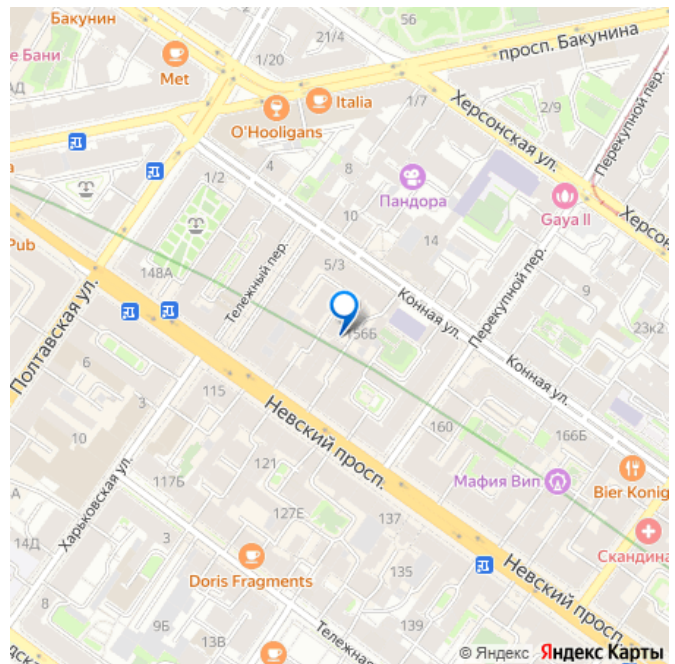 Бакунин
56
21/4
просп. Бакунина
е Бани
1/20
Met
АД
Italia
1/7
Херсонская ул.
2/9
O'Hooligans
Перекупной пер.
8
4
Пандора
1/2
10
Gaya II
Херсон
14
Pub
148А
5/3
Тележный пер.
Конная ул.
Перекупной пер.
9
23к2
156Б
Полтавская ул.
6
Конная ул.
3
115
Невский просп.
10
160
166Б
121
Мафия Вип
Bier Konig
Харьковская ул.
117Б
127Е
137
14Д
3
Скандина
Doris Fragments
135
Невский просп.
8
9Б
13В
Тележная
139
© Яндекс Яндекс Карты